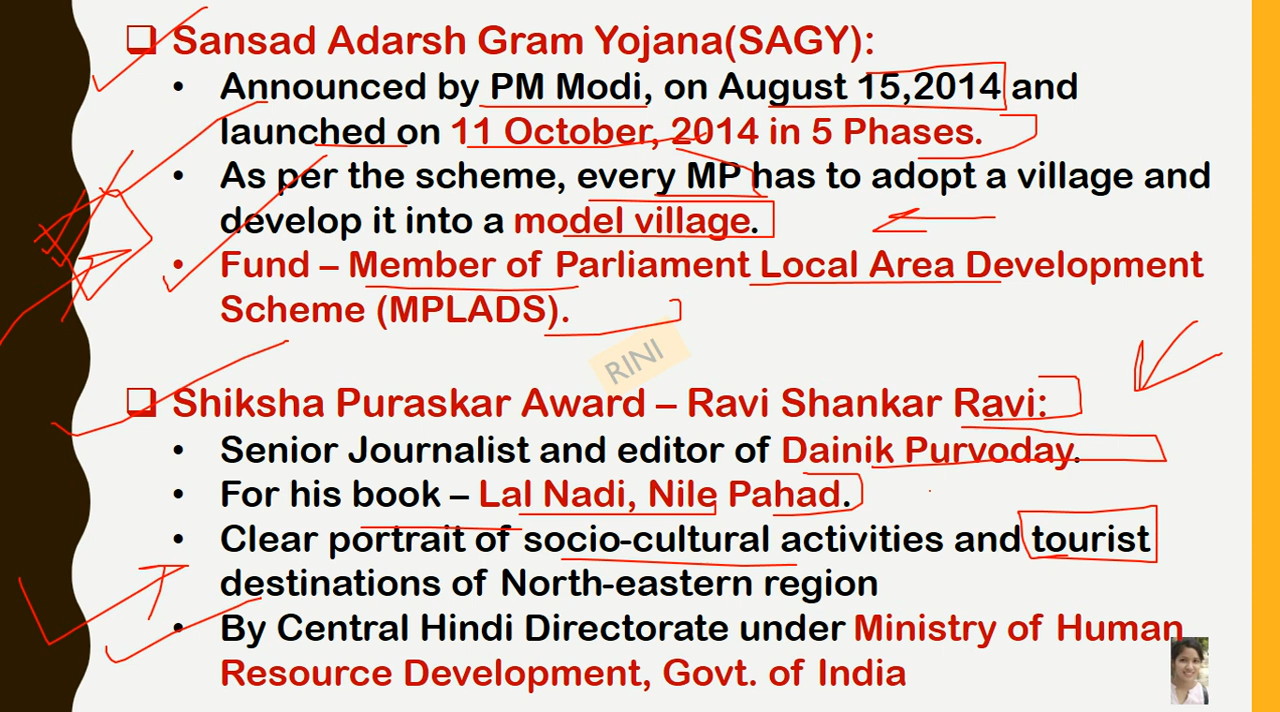 Sansad Adarsh Gram Yojana(SAGY):
• Announced by PM Modi, on August 15,2014 and
launched on 11 October, 2014 in 5 Phases.
• As per the scheme, every MP has to adopt a village and
develop it into a model village.
• Fund – Member of Parliament Local Area Development
Scheme (MPLADS).
RINI
Shiksha Puraskar Award – Ravi Shankar Ravi:
• Senior Journalist and editor of Dainik Purvoday.
• For his book – Lal Nadi, Nile Pahad.
• Clear portrait of socio-cultural activities and tourist
destinations of North-eastern region
• By Central Hindi Directorate under Ministry of Human
Resource Development, Govt. of India